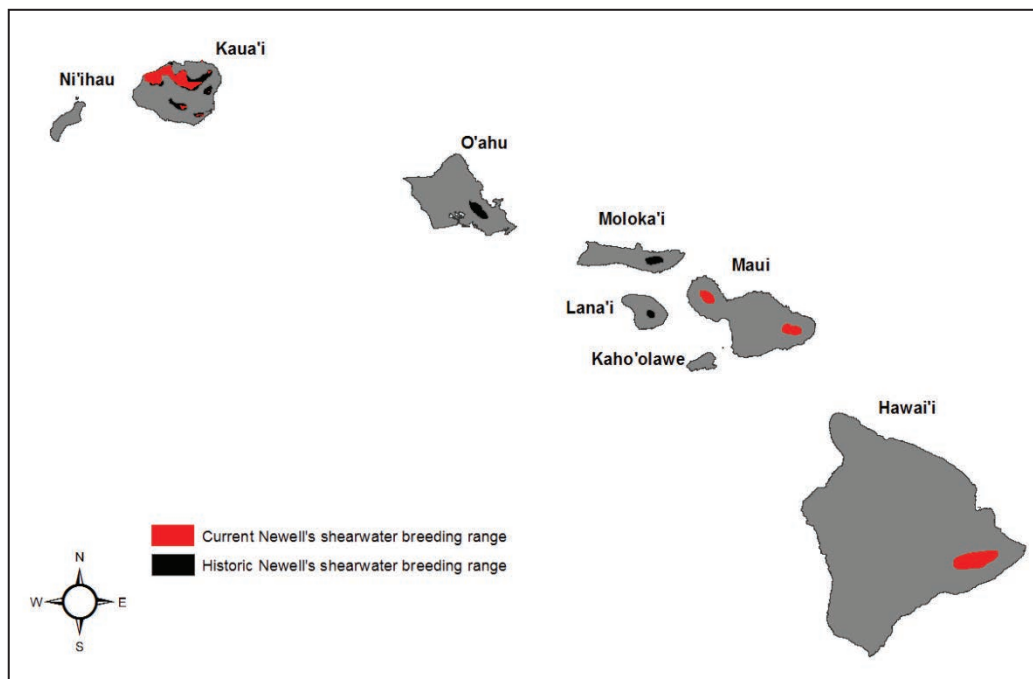 Kaua'i
Ni'ihau
O'ahu
Moloka'i
Maui
Lana'i
Kaho'olawe
Hawai'i
Current Newell's shearwater breeding range
Historic Newell's shearwater breeding range
N
W E
S